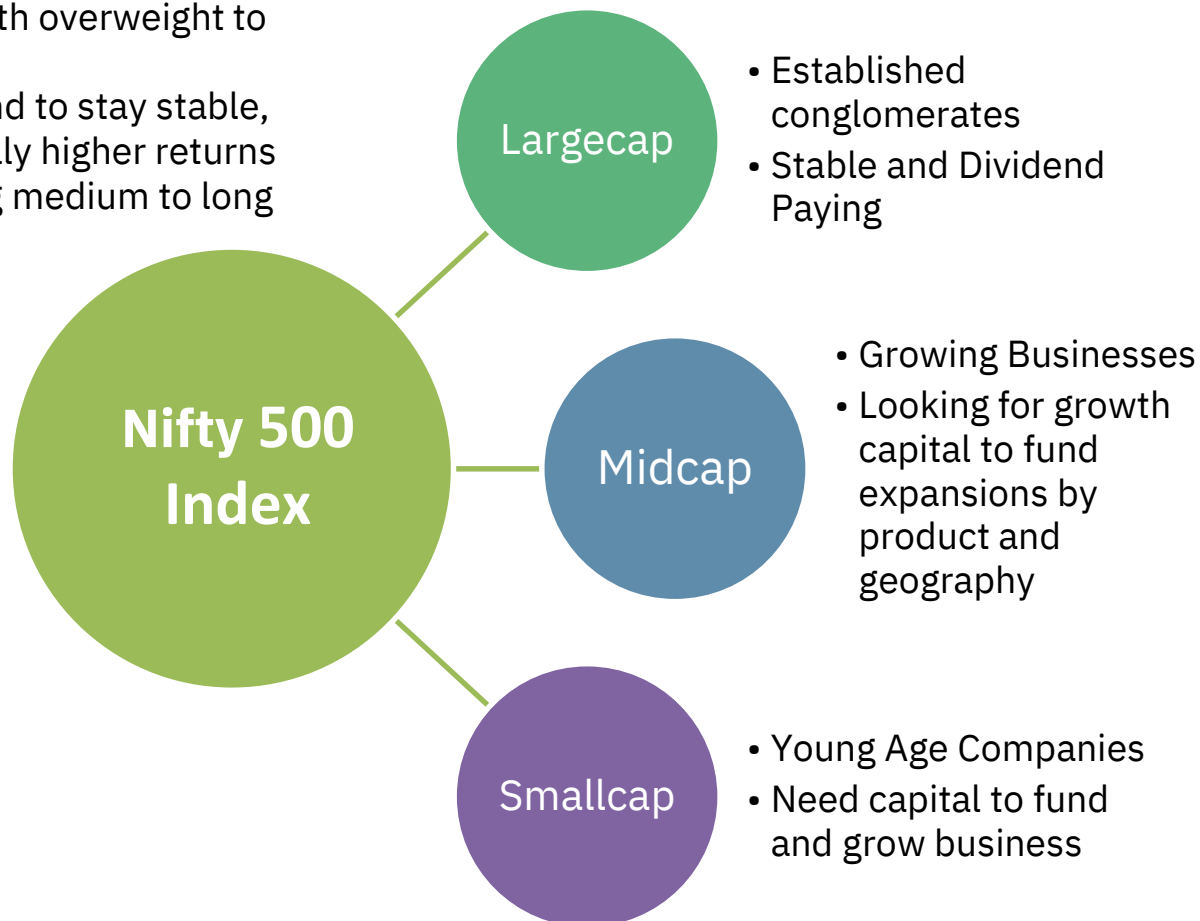 th overweight to
nd to stay stable,
lly higher returns
g medium to long
Largecap
• Established
conglomerates
• Stable and Dividend
Paying
Nifty 500
Index
Midcap
• Growing Businesses
• Looking for growth
capital to fund
expansions by
product and
geography
Smallcap
• Young Age Companies
• Need capital to fund
and grow business